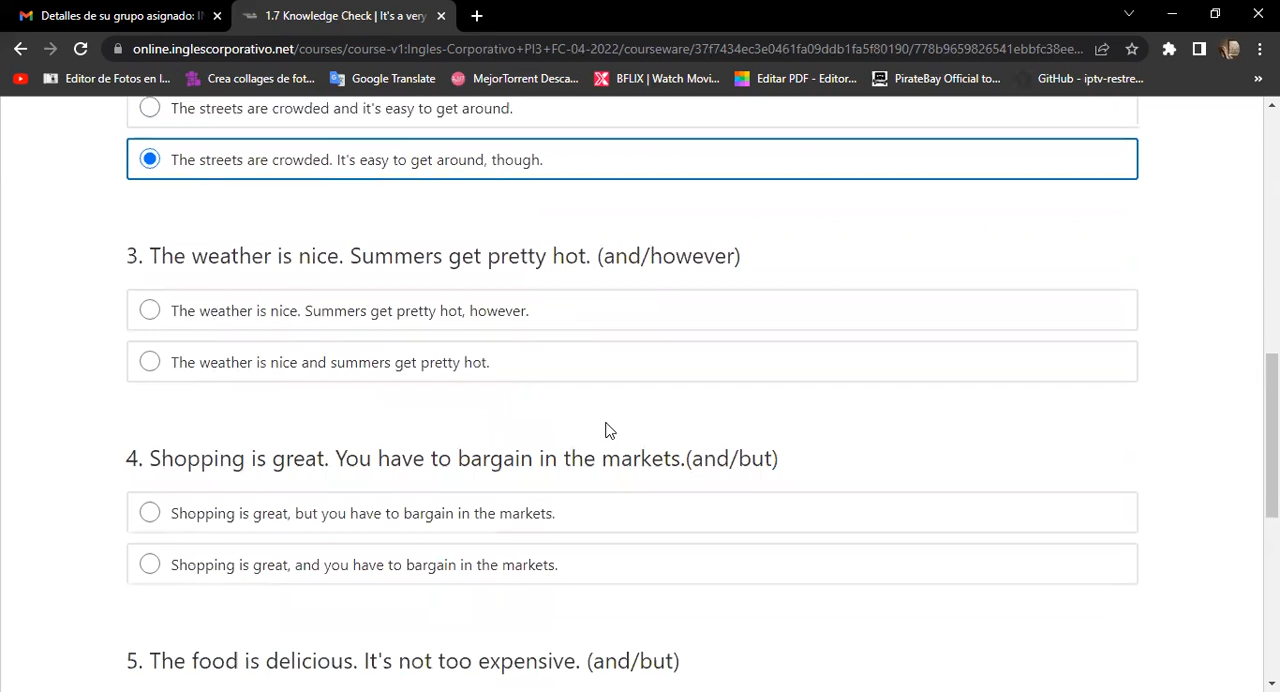 Detalles de su grupo asignado: I
1.7 Knowledge Check | It's a very
online.inglescorporativo.net/courses/course-v1:Ingles-Corporativo+PI3+FC-04-2022/courseware/37f7434ec3e0461fa09ddb1fa5f80190/778b9659826541ebbfc38ee...
Editor de Fotos en l...
Crea collages de fot...
Google Translate
MejorTorrent Desca...
BFLIX | Watch Movi...
Editar PDF - Editor...
PirateBay Official to...
GitHub - iptv-restre...
»
The streets are crowded and it's easy to get around.
The streets are crowded. It's easy to get around, though.
3. The weather is nice. Summers get pretty hot. (and/however)
The weather is nice. Summers get pretty hot, however.
The weather is nice and summers get pretty hot.
4. Shopping is great. You have to bargain in the markets.(and/but)
Shopping is great, but you have to bargain in the markets.
Shopping is great, and you have to bargain in the markets.
5. The food is delicious. It's not too expensive. (and/but)